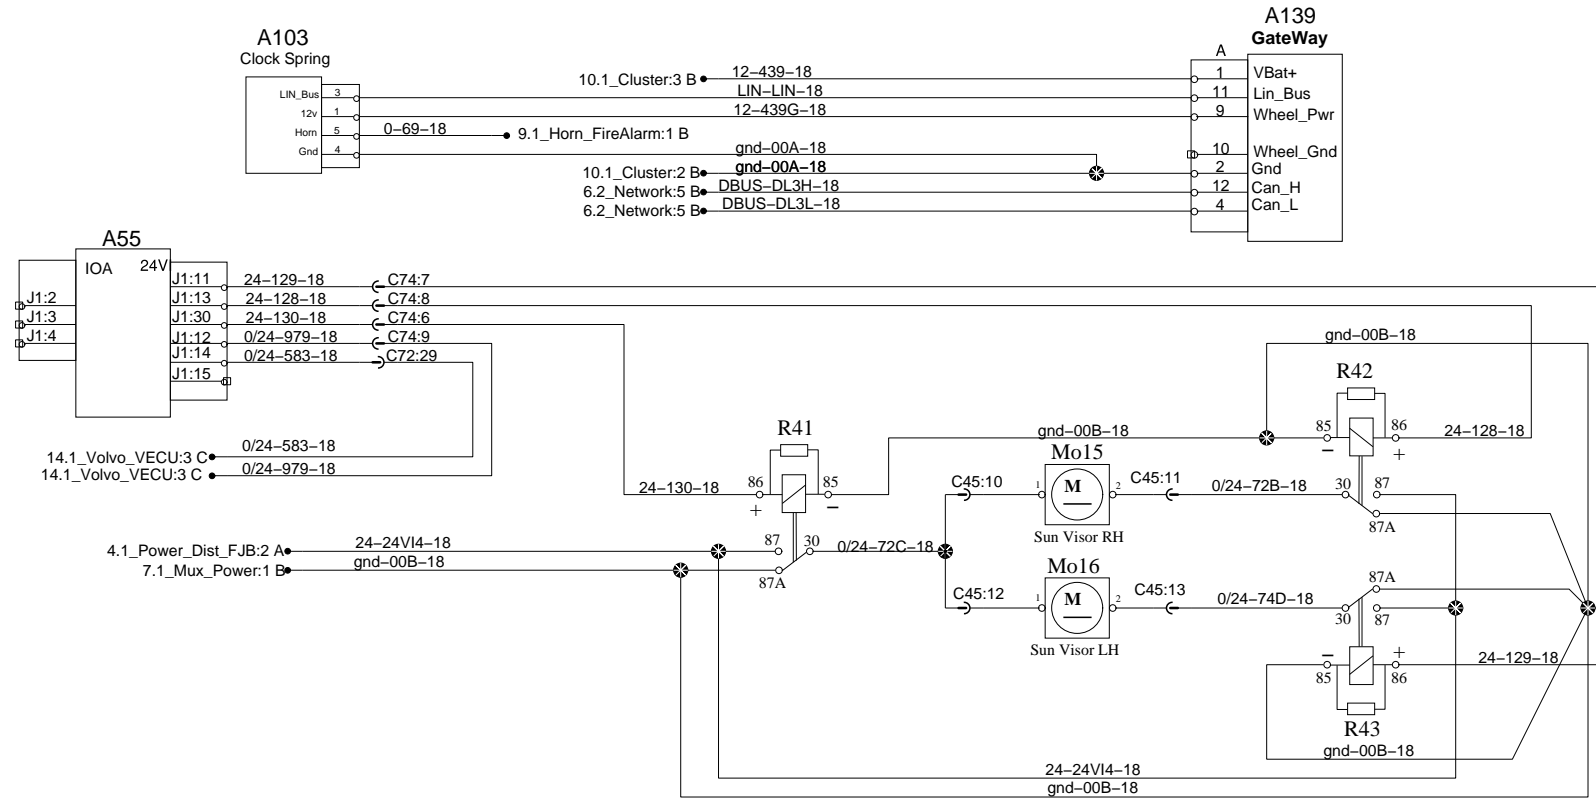 A139
GateWay
A103
Clock Spring
A
10.1_Cluster:3 B 12–439–18 1 VBat+
LIN_Bus 3 LIN–LIN–18 11 Lin_Bus
12v 1 12–439G–18 9 Wheel_Pwr
Horn 5 0–69–18 9.1_Horn_FireAlarm:1 B
Gnd 4 gnd–00A–18 10 Wheel_Gnd
10.1_Cluster:2 B gnd–00A–18 2 Gnd
6.2_Network:5 B DBUS–DL3H–18 12 Can_H
6.2_Network:5 B DBUS–DL3L–18 4 Can_L
A55
IOA 24V
J1:11 24–129–18 C74:7
J1:2 J1:13 24–128–18 C74:8
J1:3 J1:30 24–130–18 C74:6
J1:4 J1:12 0/24–979–18 C74:9
J1:14 0/24–583–18 C72:29
J1:15
gnd–00B–18
R42
R41
85 86 24–128–18
– +
gnd–00B–18
14.1_Volvo_VECU:3 C 0/24–583–18
14.1_Volvo_VECU:3 C 0/24–979–18
Mo15
24–130–18 86 85
+ –
C45:10 1 M 2 C45:11 0/24–72B–18 30 87
87A
Sun Visor RH
4.1_Power_Dist_FJB:2 A 24–24VI4–18 87 30 0/24–72C–18
7.1_Mux_Power:1 B gnd–00B–18 87A
Mo16
87A
C45:12 1 M 2 C45:13 0/24–74D–18 30 87
Sun Visor LH
– +
85 86 24–129–18
R43
gnd–00B–18
24–24VI4–18
gnd–00B–18